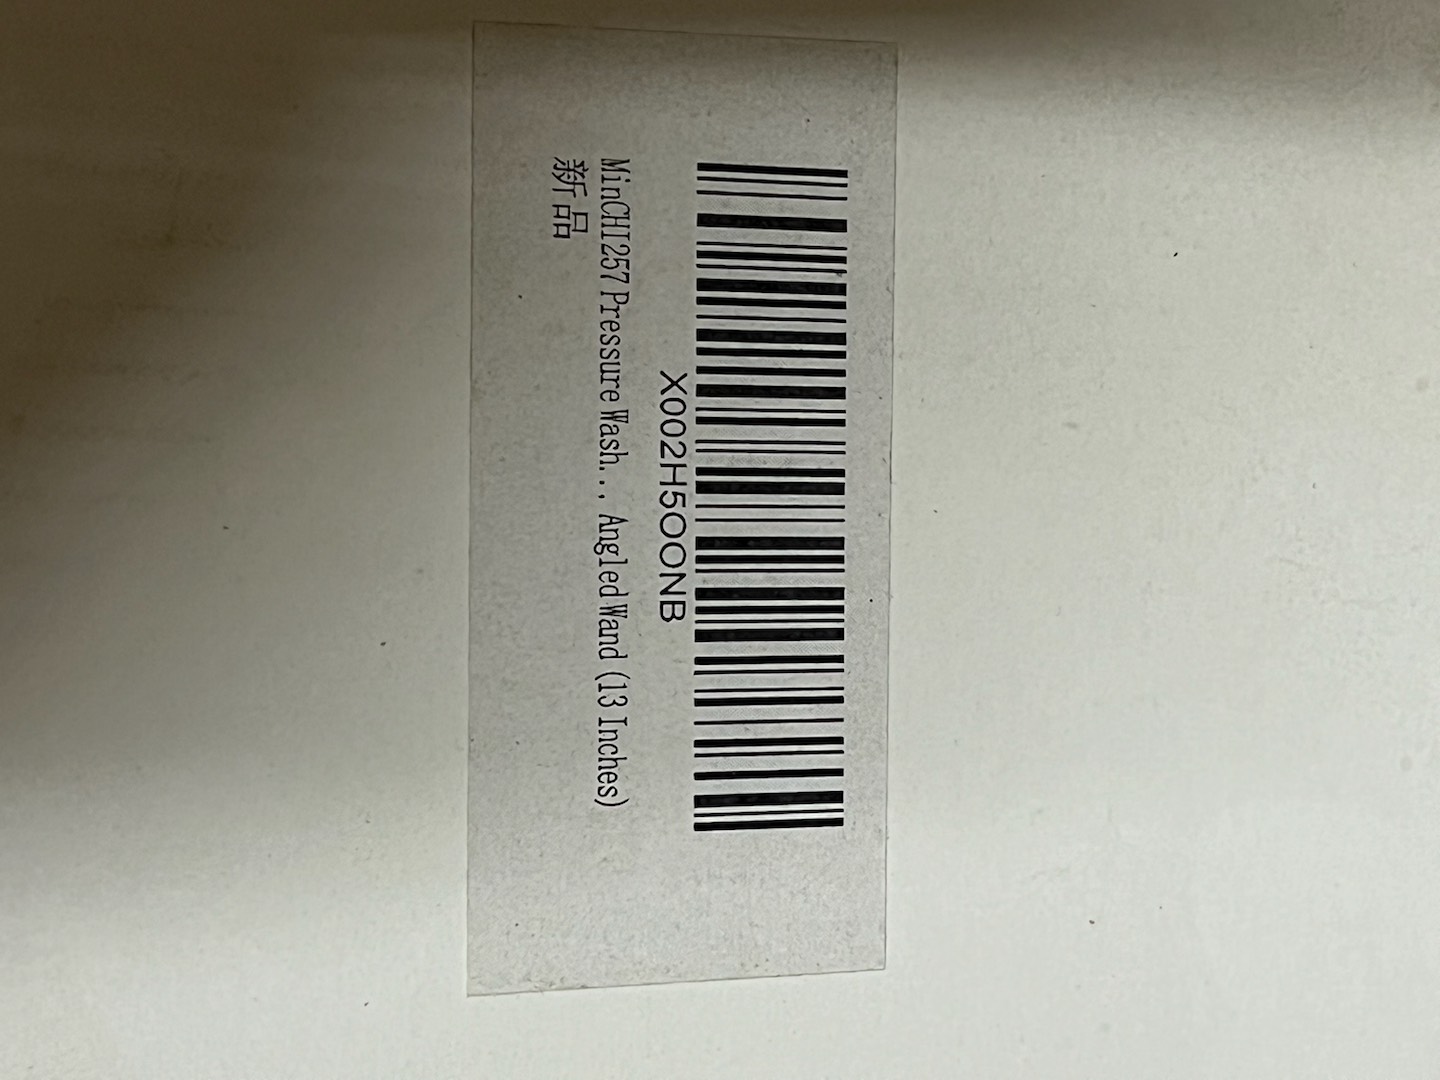 X002H5OONB
MinCHI257 Pressure Wash..., Angled Wand (13 Inches)
新品